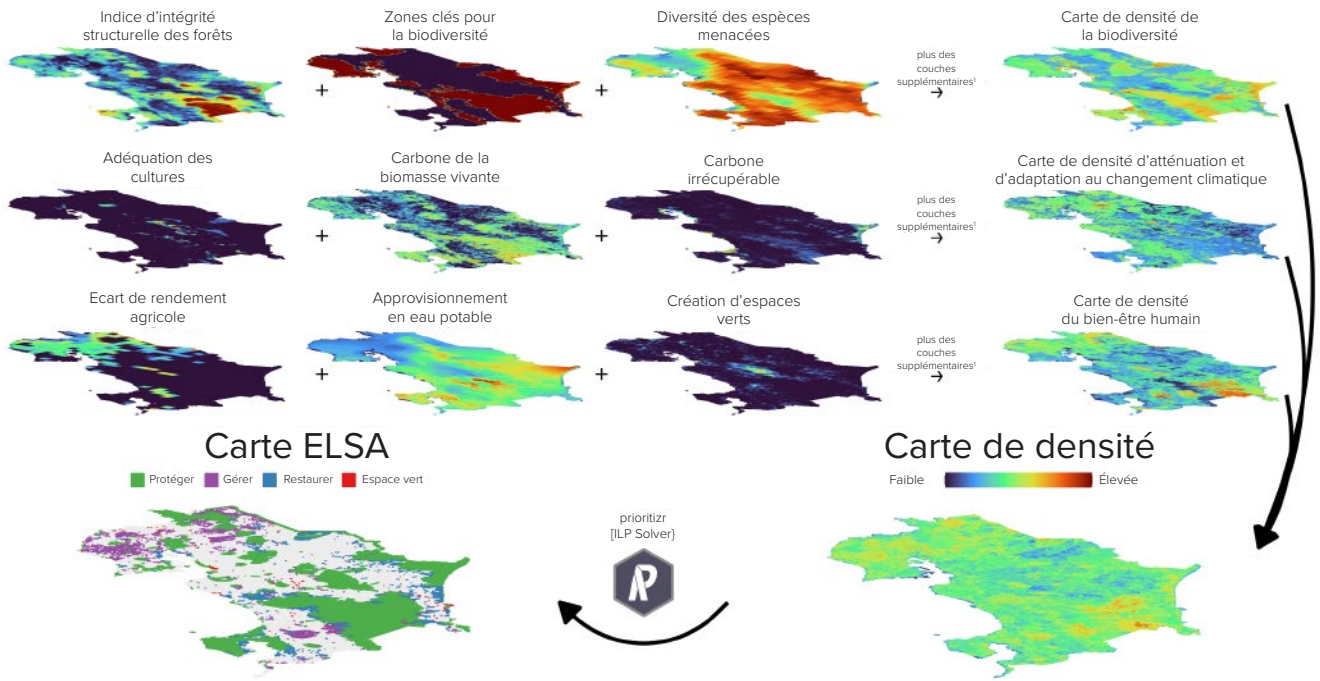 Indice d’intégrité
structurelle des forêts
Zones clés pour
la biodiversité
Diversité des espèces
menacées
plus des
couches
supplémentaires¹
Carte de densité de
la biodiversité
+
+
→
Adéquation des
cultures
Carbone de la
biomasse vivante
Carbone
irrécupérable
plus des
couches
supplémentaires¹
Carte de densité d’atténuation et
d’adaptation au changement climatique
+
+
→
Ecart de rendement
agricole
Approvisionnement
en eau potable
Création d’espaces
verts
plus des
couches
supplémentaires¹
Carte de densité
du bien-être humain
+
+
→
Carte ELSA
Protéger Gérer Restaurer Espace vert
prioritizr
[ILP Solver}
Carte de densité
Faible Élevée